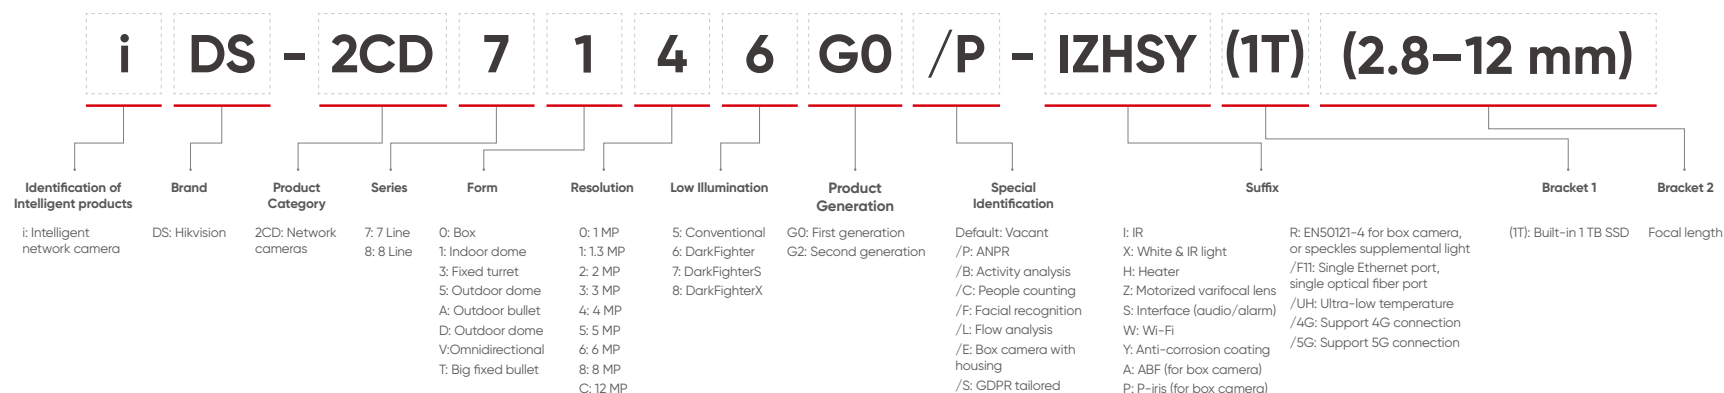 i DS - 2CD 7 1 4 6 G0 /P - IZHSY (1T) (2.8–12 mm)
Identification of
Intelligent products
i: Intelligent
network camera
Brand
DS: Hikvision
Product
Category
2CD: Network
cameras
Series
7: 7 Line
8: 8 Line
Form
0: Box
1: Indoor dome
3: Fixed turret
5: Outdoor dome
A: Outdoor bullet
D: Outdoor dome
V:Omnidirectional
T: Big fixed bullet
Resolution
0: 1 MP
1: 1.3 MP
2: 2 MP
3: 3 MP
4: 4 MP
5: 5 MP
6: 6 MP
8: 8 MP
C: 12 MP
Low Illumination
5: Conventional
6: DarkFighter
7: DarkFighterS
8: DarkFighterX
Product
Generation
G0: First generation
G2: Second generation
Special
Identification
Default: Vacant
/P: ANPR
/B: Activity analysis
/C: People counting
/F: Facial recognition
/L: Flow analysis
/E: Box camera with
housing
/S: GDPR tailored
Suffix
I: IR
X: White & IR light
H: Heater
Z: Motorized varifocal lens
S: Interface (audio/alarm)
W: Wi-Fi
Y: Anti-corrosion coating
A: ABF (for box camera)
P: P-iris (for box camera)
R: EN50121-4 for box camera,
or speckles supplemental light
/F11: Single Ethernet port,
single optical fiber port
/UH: Ultra-low temperature
/4G: Support 4G connection
/5G: Support 5G connection
Bracket 1
(1T): Built-in 1 TB SSD
Bracket 2
Focal length